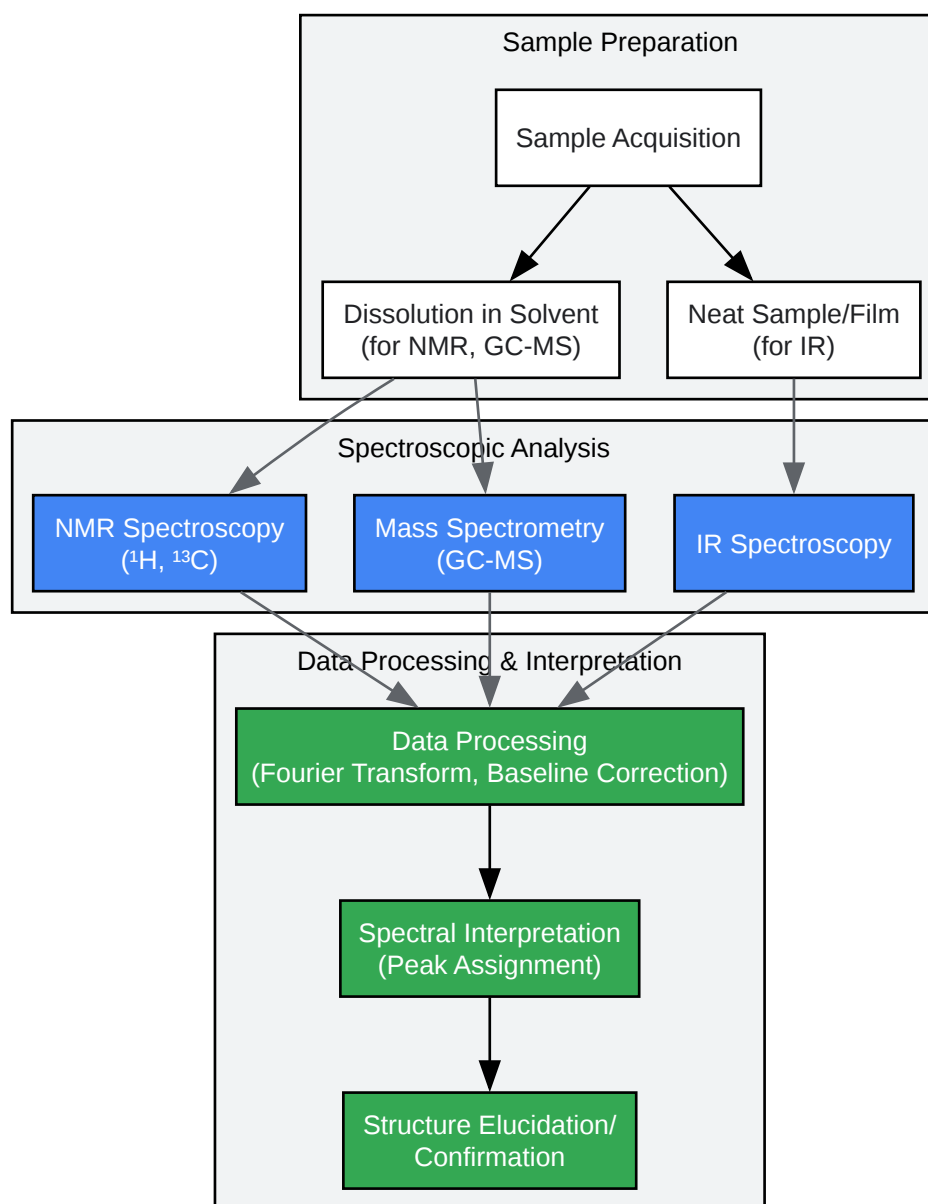 Sample Preparation
Sample Acquisition
Dissolution in Solvent
(for NMR, GC-MS)
Neat Sample/Film
(for IR)
Spectroscopic Analysis
NMR Spectroscopy
(¹H, ¹³C)
Mass Spectrometry
(GC-MS)
IR Spectroscopy
Data Processing & Interpretation
Data Processing
(Fourier Transform, Baseline Correction)
Spectral Interpretation
(Peak Assignment)
Structure Elucidation/
Confirmation